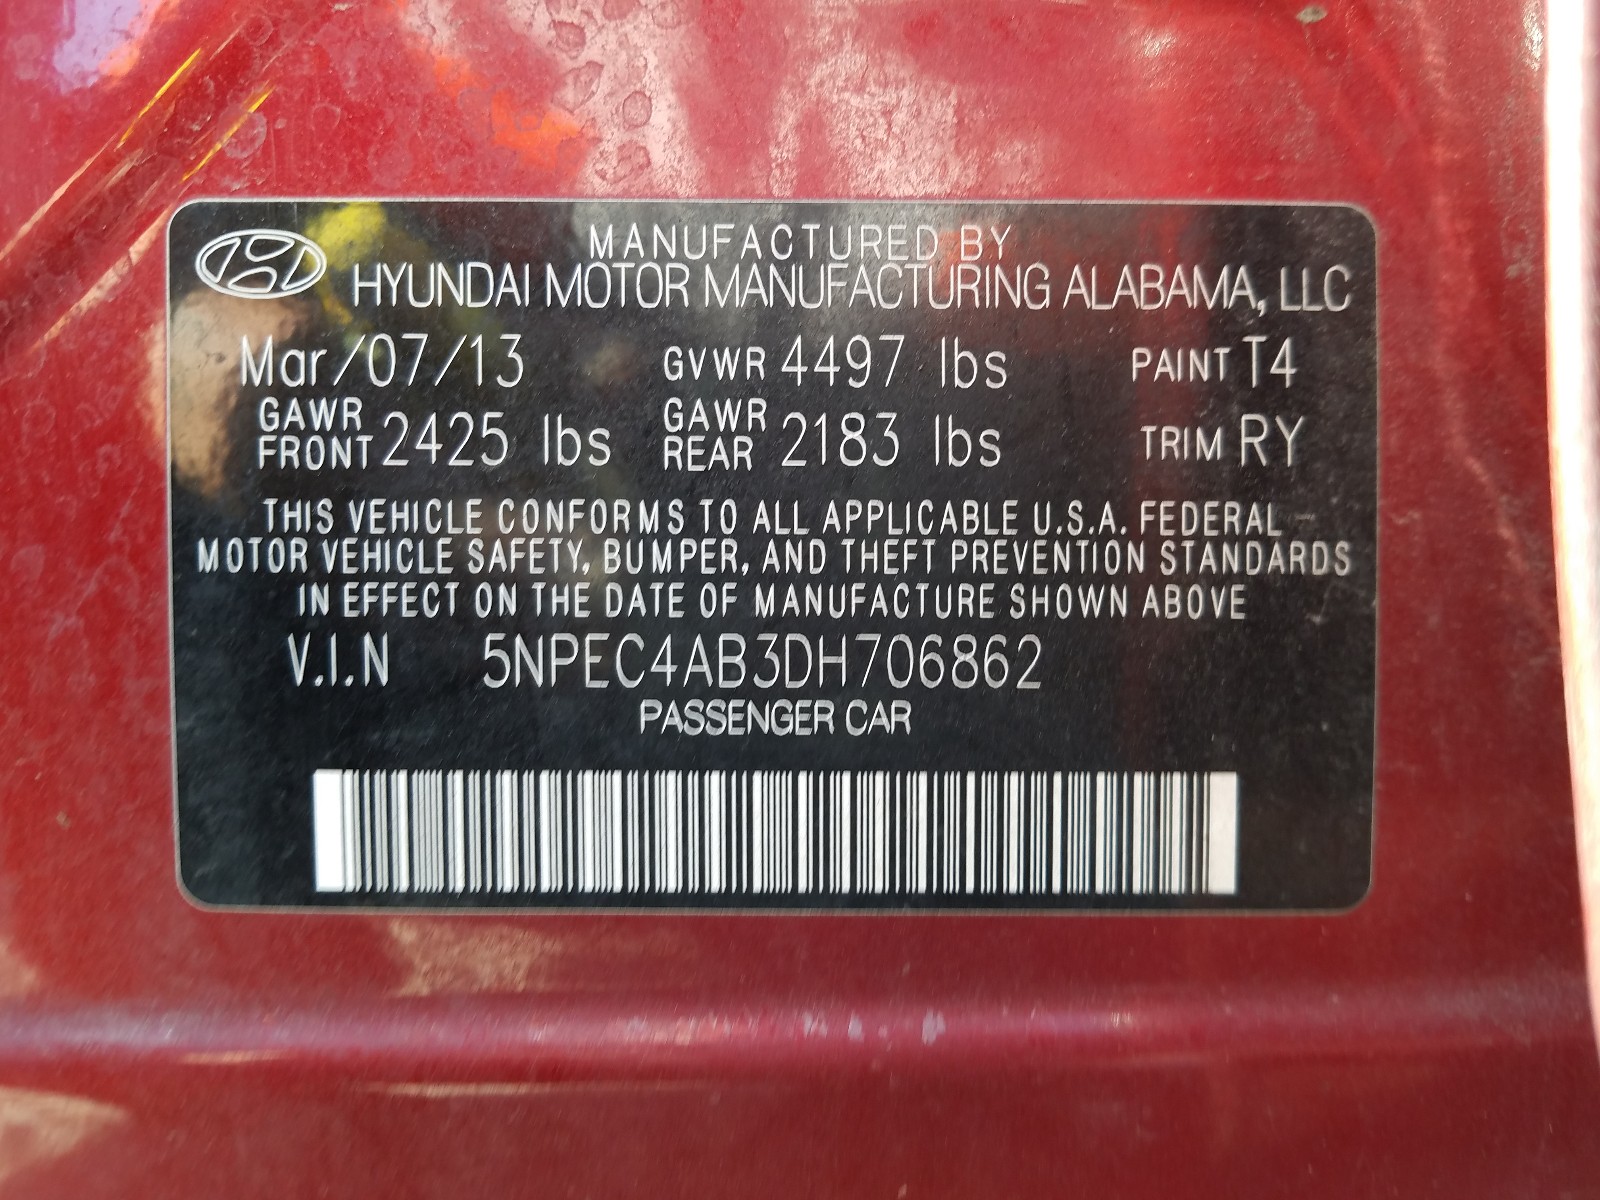 MANUFACTURED BY
HYUNDAI MOTOR MANUFACTURING ALABAMA, LLC
Mar/07/13 GVWR 4497 lbs PAINT T4
GAWR FRONT 2425 lbs GAWR REAR 2183 lbs TRIM RY
THIS VEHICLE CONFORMS TO ALL APPLICABLE U.S.A. FEDERAL
MOTOR VEHICLE SAFETY, BUMPER, AND THEFT PREVENTION STANDARDS
IN EFFECT ON THE DATE OF MANUFACTURE SHOWN ABOVE
V.I.N 5NPEC4AB3DH706862
PASSENGER CAR